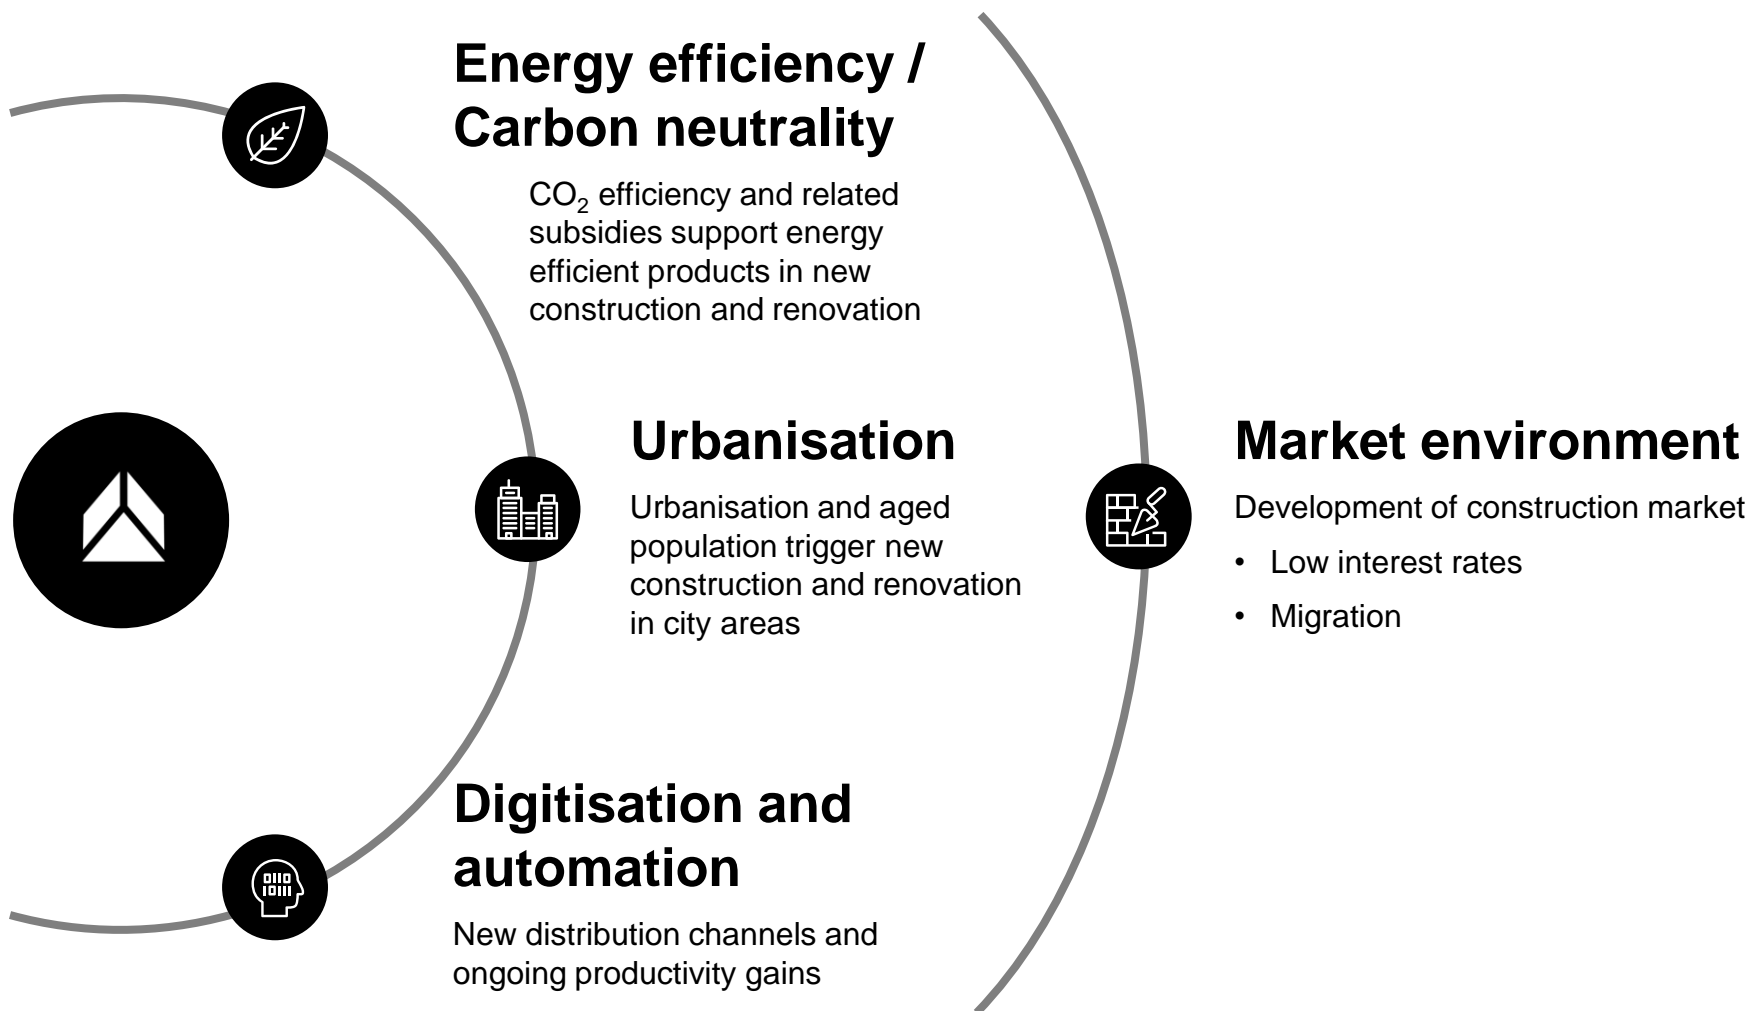 Energy efficiency /
Carbon neutrality
CO₂ efficiency and related
subsidies support energy
efficient products in new
construction and renovation
Urbanisation
Urbanisation and aged
population trigger new
construction and renovation
in city areas
Market environment
Development of construction market
• Low interest rates
• Migration
Digitisation and
automation
New distribution channels and
ongoing productivity gains
0110
10111